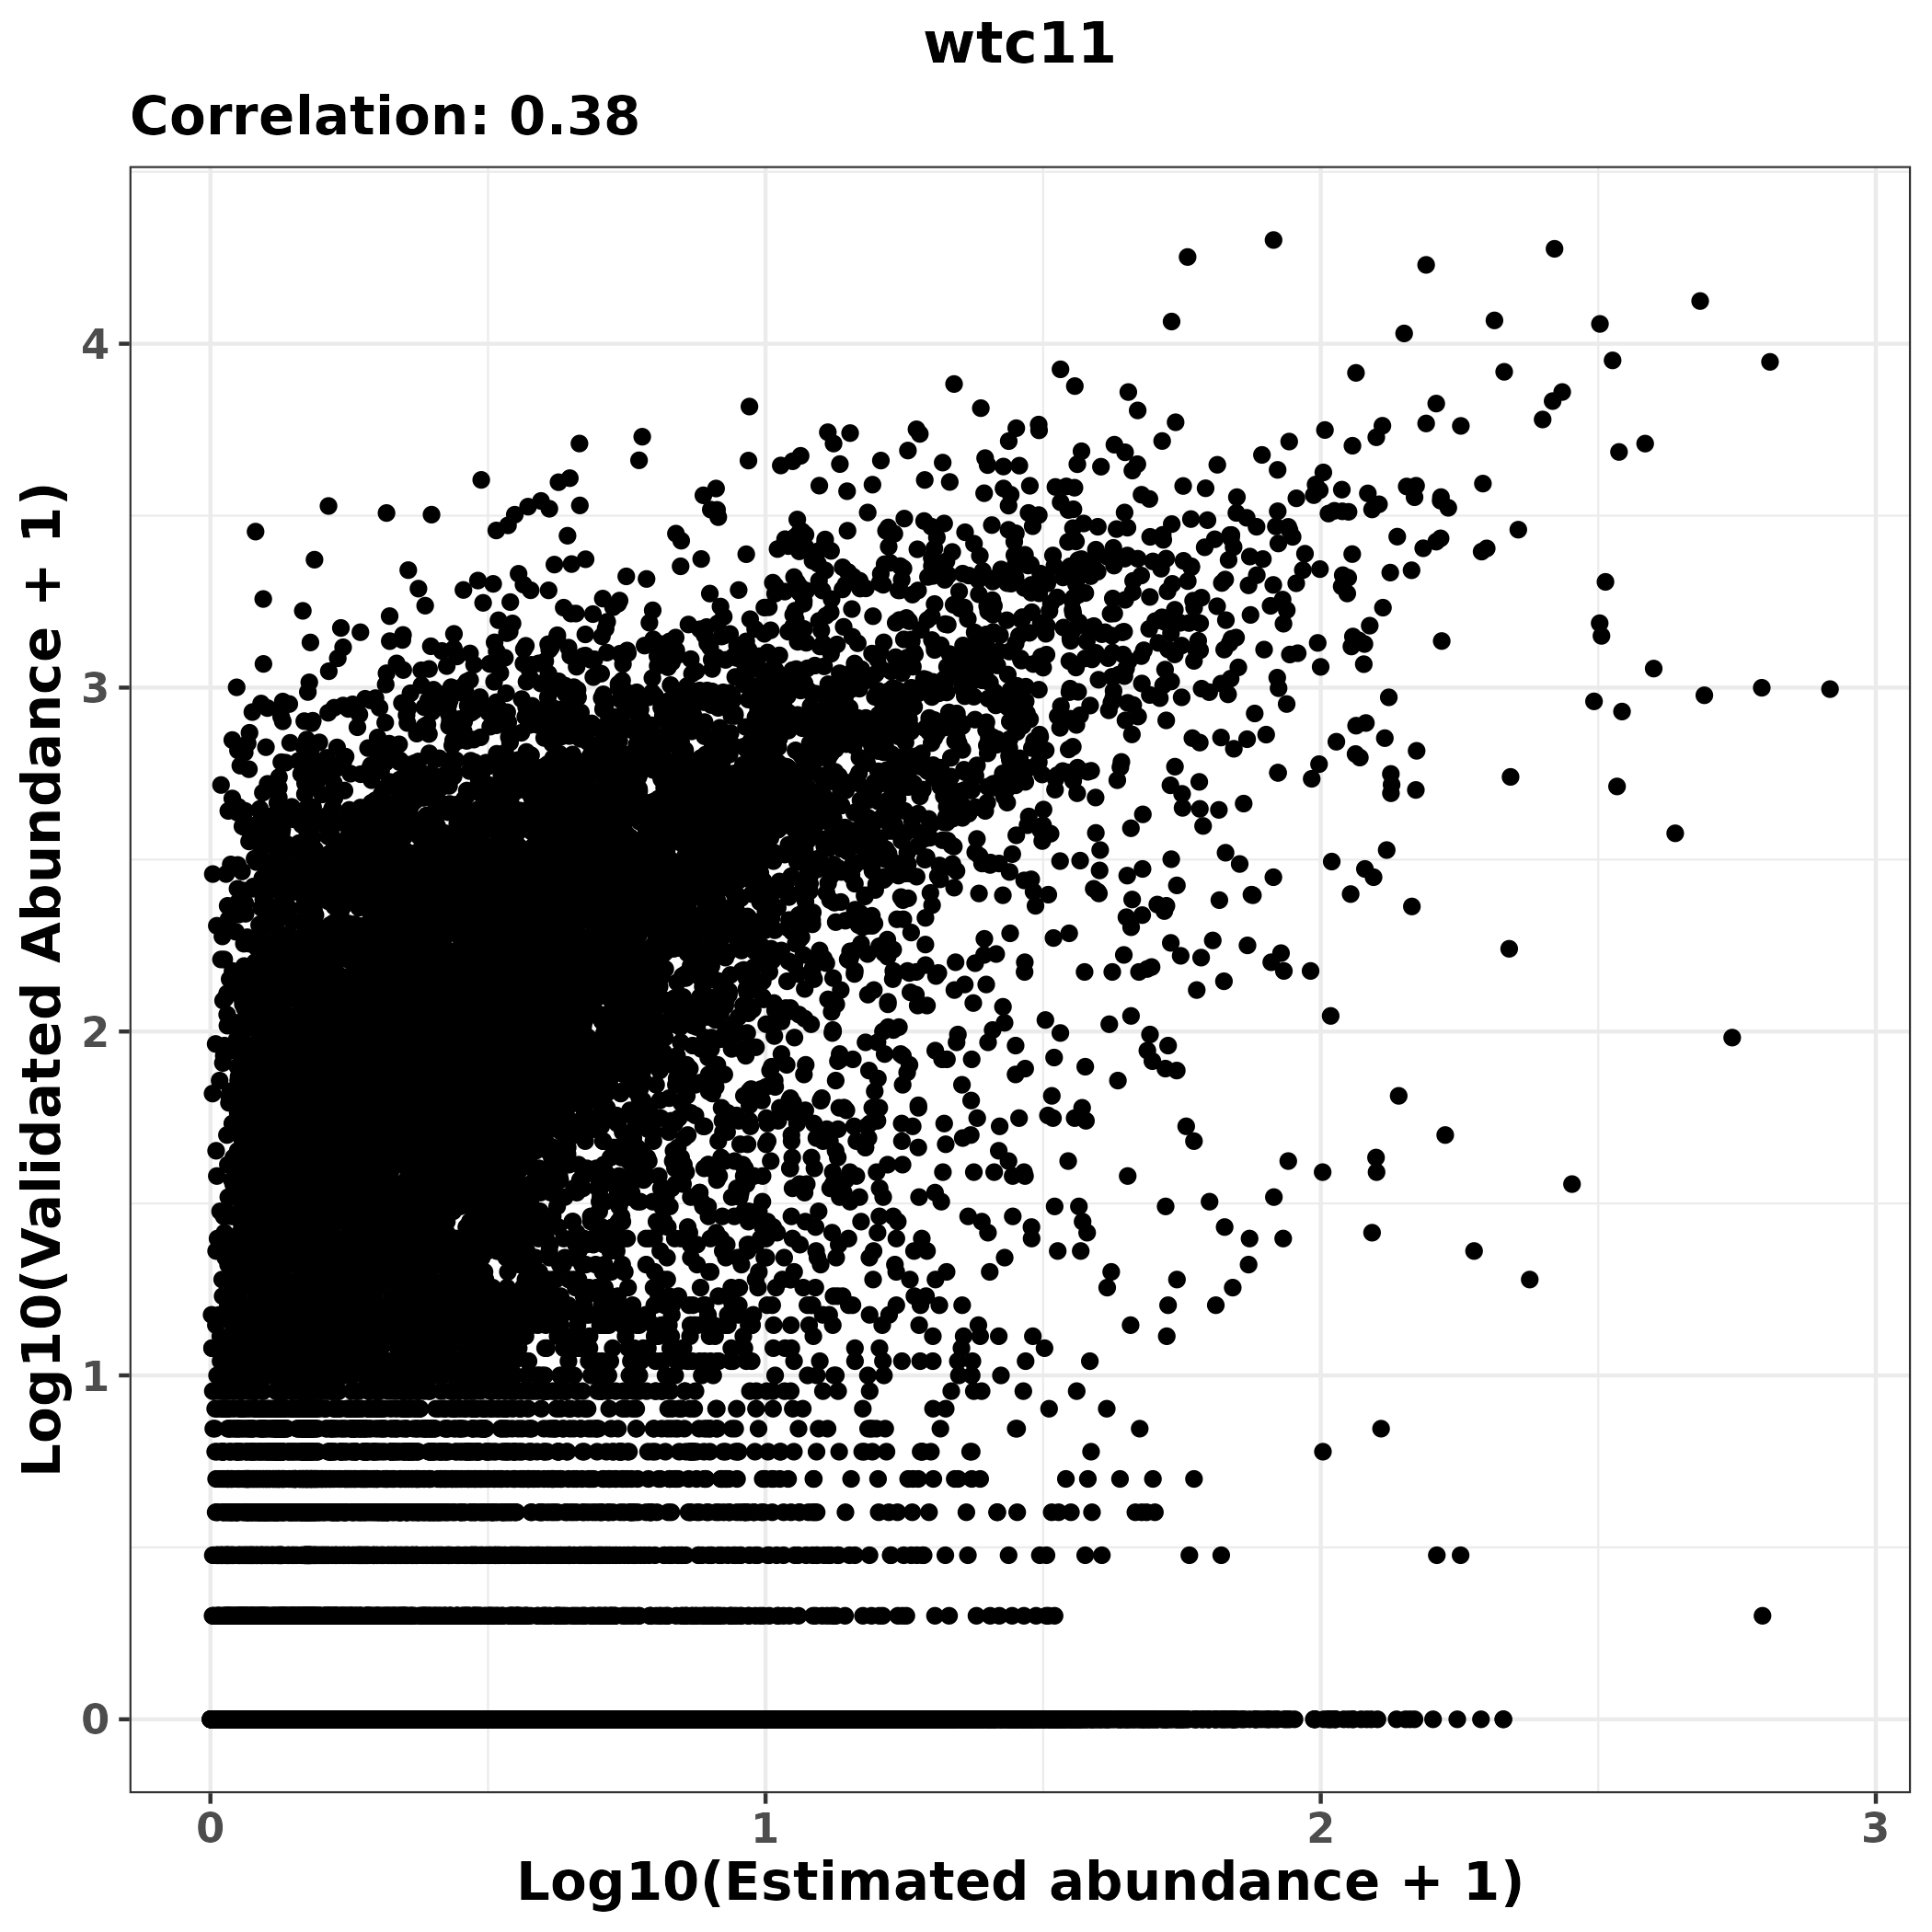 wtc11
Correlation: 0.38
Log10(Validated Abundance + 1)
4
3
2
1
0
0 1 2 3
Log10(Estimated abundance + 1)